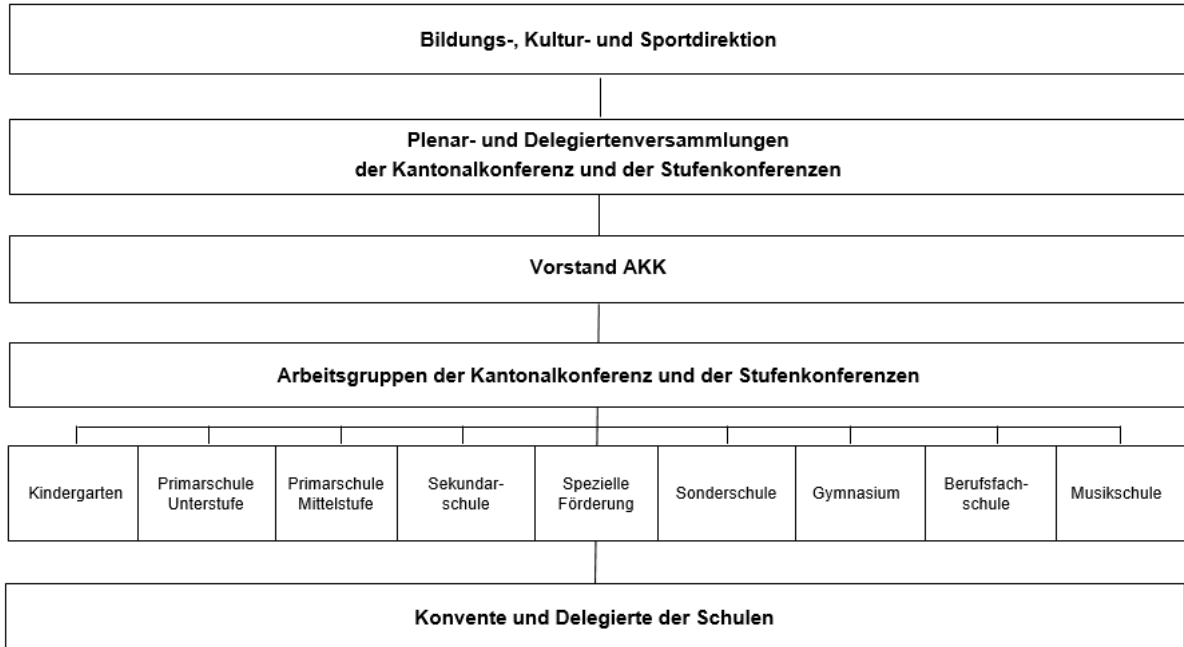 Bildungs-, Kultur- und Sportdirektion
Plenar- und Delegiertenversammlungen
der Kantonalkonferenz und der Stufenkonferenzen
Vorstand AKK
Arbeitsgruppen der Kantonalkonferenz und der Stufenkonferenzen
Kindergarten
Primarschule
Unterstufe
Primarschule
Mittelstufe
Sekundar-
schule
Spezielle
Förderung
Sonderschule
Gymnasium
Berufsfach-
schule
Musikschule
Konvente und Delegierte der Schulen